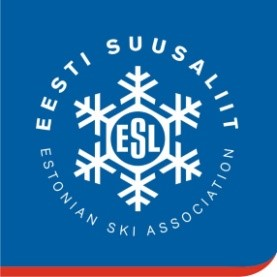 EESTI SUUSALIIT
ESL
ESTONIAN SKI ASSOCIATION